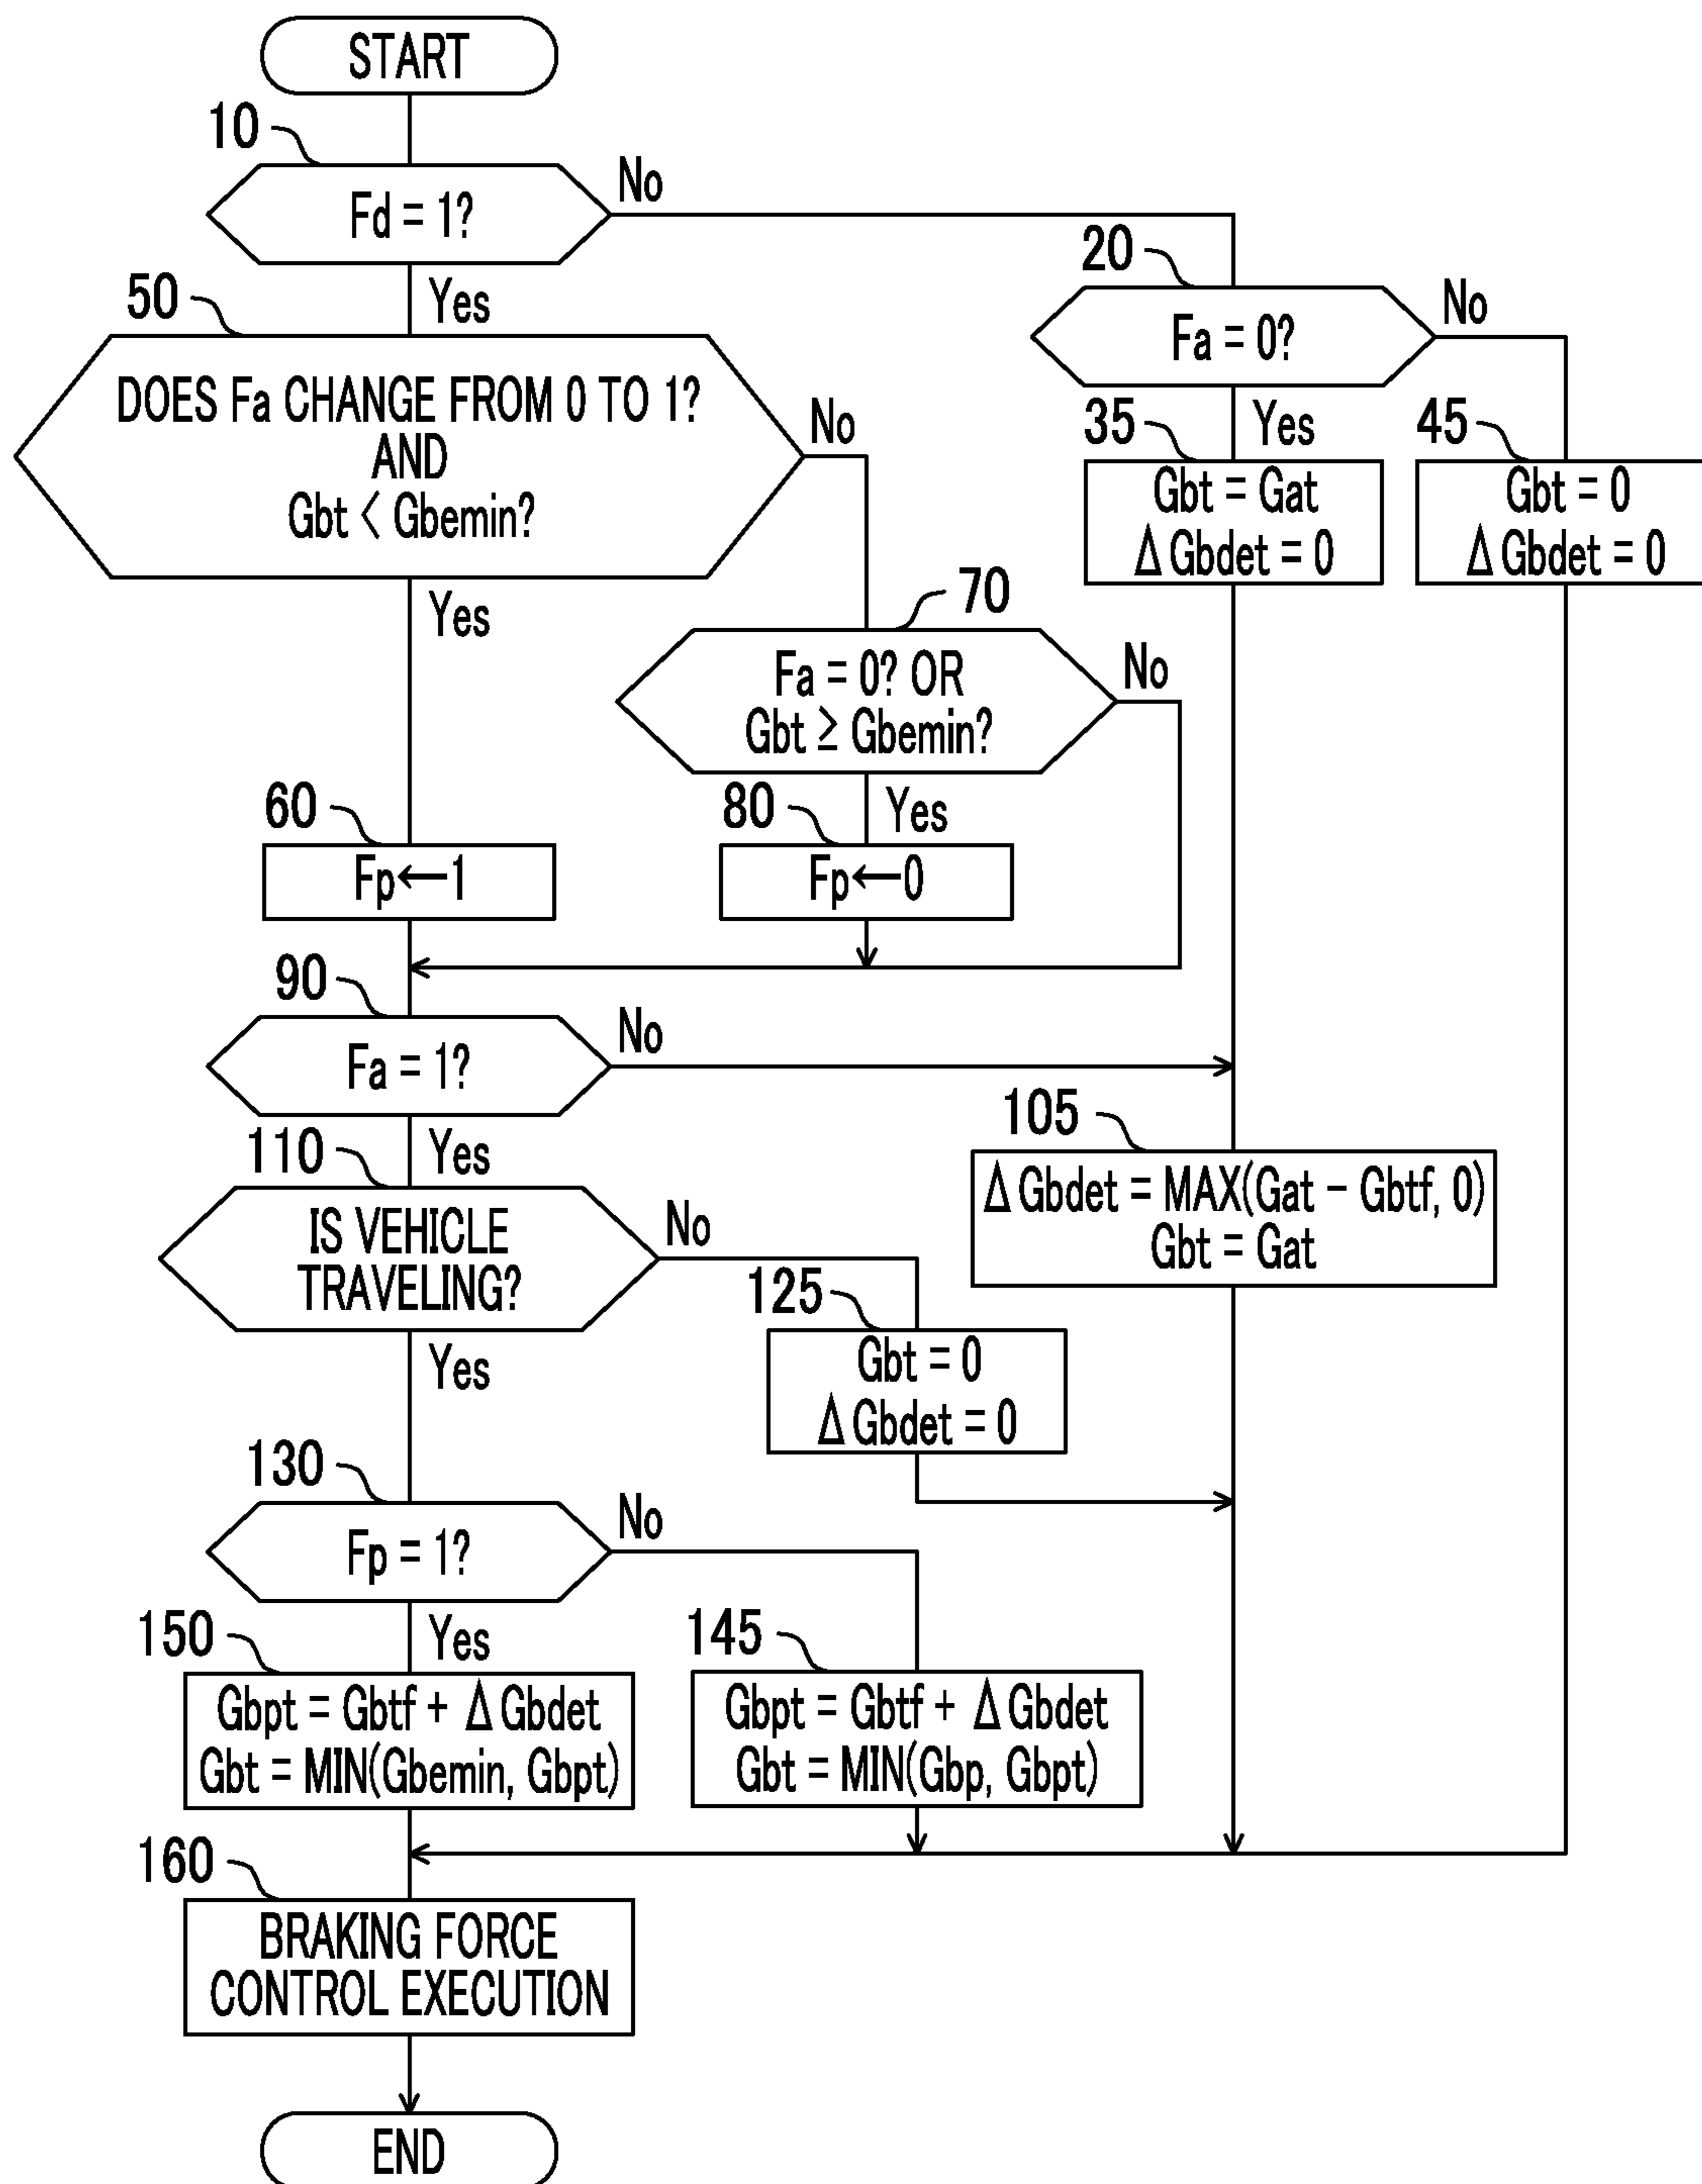 START
10
Fd = 1?
No
Yes
20
Fa = 0?
No
Yes
50
DOES Fa CHANGE FROM 0 TO 1?
AND
Gbt < Gbemin?
No
Yes
35
Gbt = Gat
ΔGbdet = 0
45
Gbt = 0
ΔGbdet = 0
70
Fa = 0? OR
Gbt ≥ Gbemin?
No
Yes
60
Fp←1
80
Fp←0
90
Fa = 1?
No
Yes
105
ΔGbdet = MAX(Gat − Gbtf, 0)
Gbt = Gat
110
IS VEHICLE
TRAVELING?
No
Yes
125
Gbt = 0
ΔGbdet = 0
130
Fp = 1?
No
Yes
150
Gbpt = Gbtf + ΔGbdet
Gbt = MIN(Gbemin, Gbpt)
145
Gbpt = Gbtf + ΔGbdet
Gbt = MIN(Gbp, Gbpt)
160
BRAKING FORCE
CONTROL EXECUTION
END